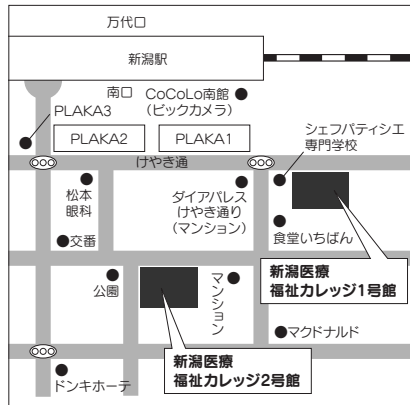 万代口
新潟駅
南口
CoCoLo南館
(ビックカメラ)
PLAKA3
PLAKA2
PLAKA1
シェフパティシエ
専門学校
けやき通
松本
眼科
ダイアパレス
けやき通り
(マンション)
食堂いちばん
交番
新潟医療
福祉カレッジ1号館
公園
マンション
マクドナルド
新潟医療
福祉カレッジ2号館
ドンキホーテ